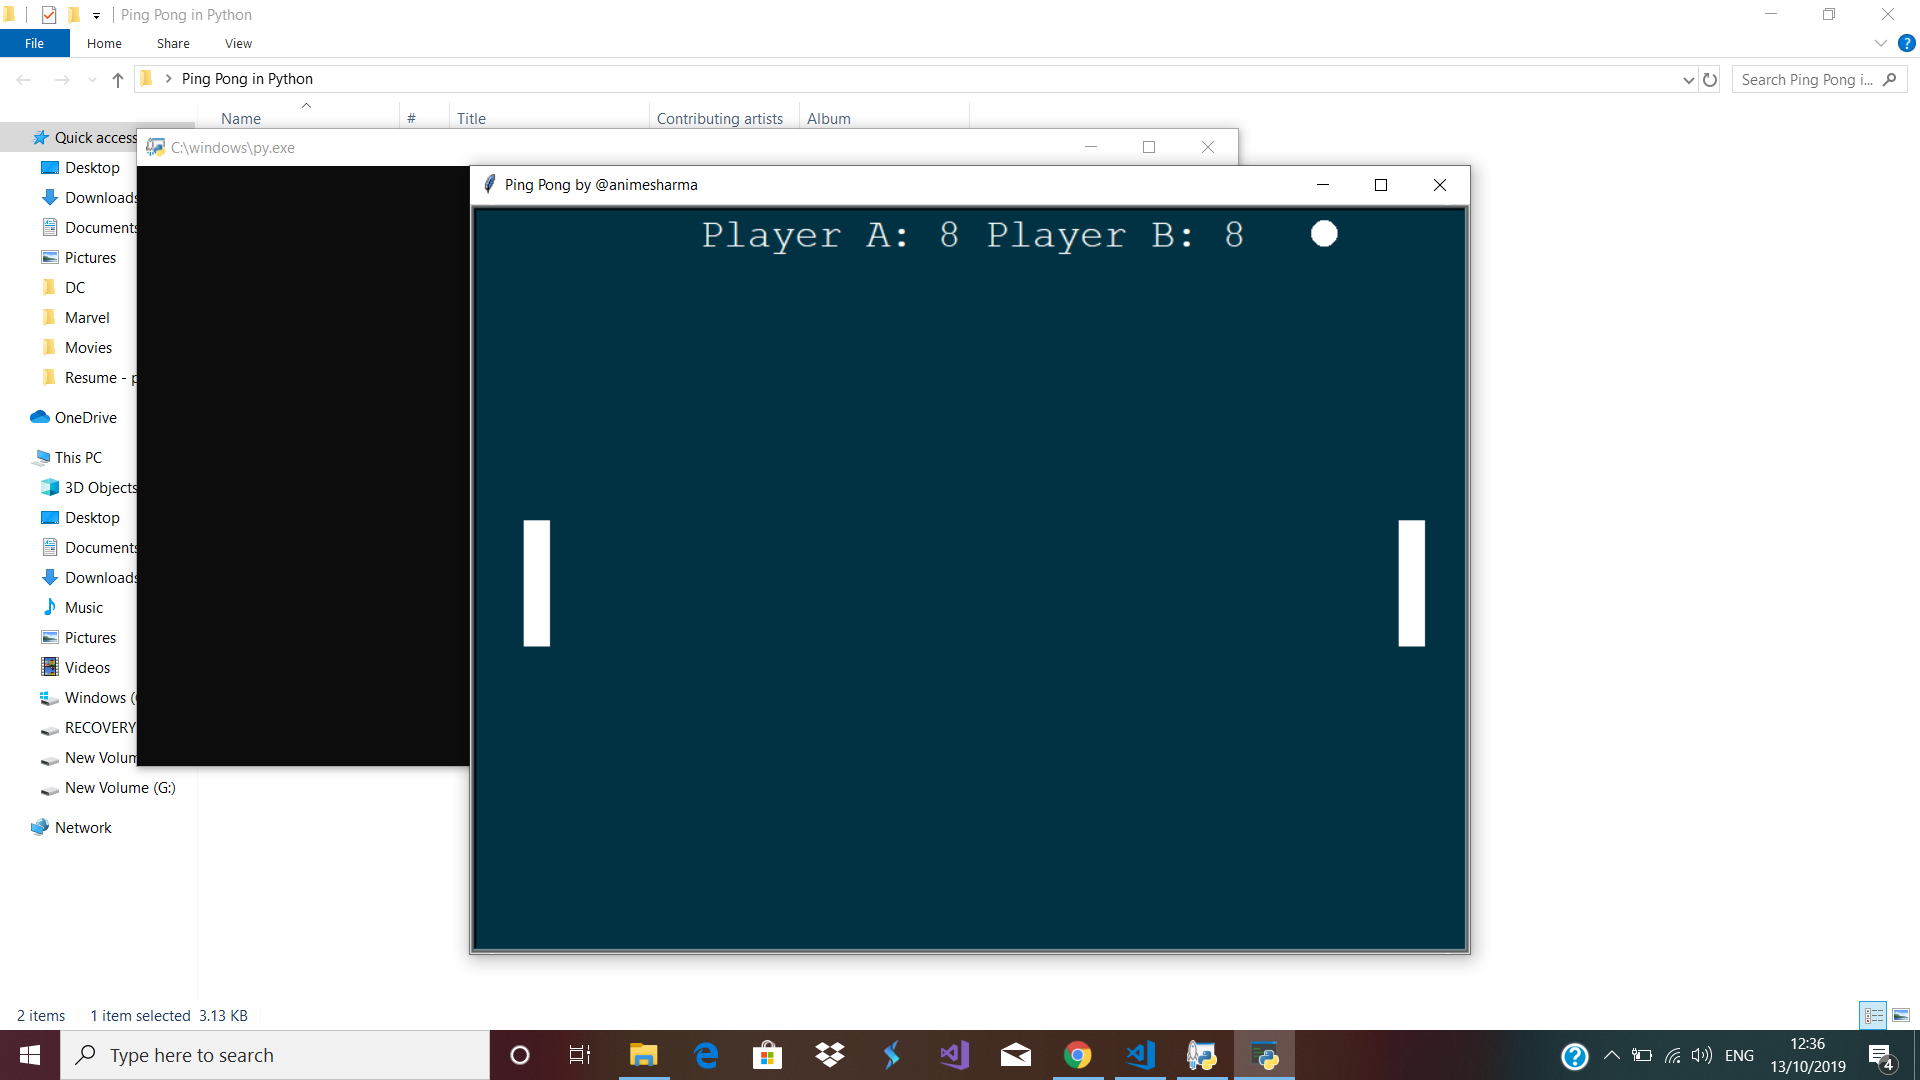 Ping Pong in Python
File Home Share View
Ping Pong in Python
Search Ping Pong i...
Name # Title Contributing artists Album
Quick access
C:\windows\py.exe
Desktop
Ping Pong by @animesharma
Downloads
Documents
Player A: 8 Player B: 8
Pictures
DC
Marvel
Movies
Resume -
OneDrive
This PC
3D Objects
Desktop
Documents
Downloads
Music
Pictures
Videos
Windows (
RECOVERY
New Volum
New Volume (G:)
Network
2 items 1 item selected 3.13 KB
Type here to search
ENG
12:36
13/10/2019
4